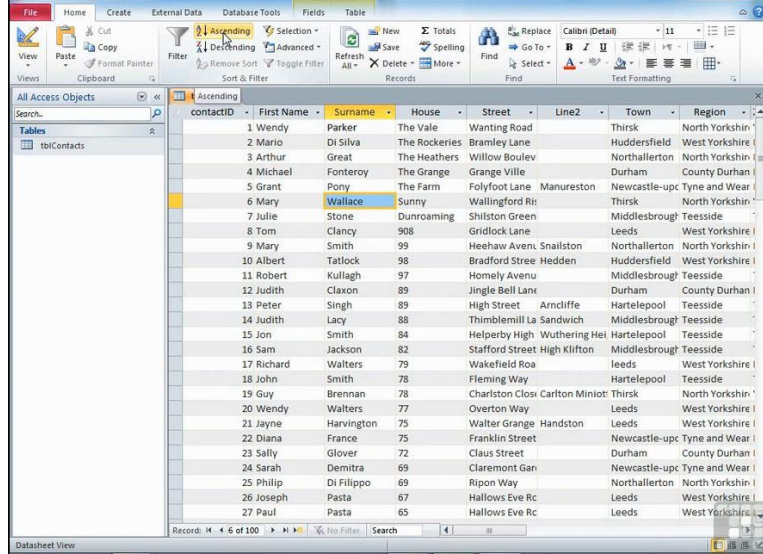 File Home Create External Data Database Tools Fields Table
View Paste Cut Copy Format Painter Filter Ascending Descending Remove Sort Selection Advanced Toggle Filter Refresh All New Save Delete Totals Spelling More Find Replace Go To Select Calibri (Detail) 11 B I U A
Views Clipboard Sort & Filter Records Find Text Formatting
All Access Objects Ascending
Search...
Tables
tblContacts
contactID First Name Surname House Street Line2 Town Region
1 Wendy Parker The Vale Wanting Road Thirsk North Yorkshire
2 Mario Di Silva The Rockeries Bramley Lane Huddersfield West Yorkshire
3 Arthur Great The Heathers Willow Boulev Northallerton North Yorkshire
4 Michael Fonteroy The Grange Grange Ville Durham County Durham
5 Grant Pony The Farm Folyfoot Lane Manureston Newcastle-upc Tyne and Wear
6 Mary Wallace Sunny Wallingford Ris Thirsk North Yorkshire
7 Julie Stone Dunroaming Shilston Green Middlesbrough Teesside
8 Tom Clancy 908 Gridlock Lane Leeds West Yorkshire
9 Mary Smith 99 Heehaw Avenu Snailston Northallerton North Yorkshire
10 Albert Tatlock 98 Bradford Stree Hedden Huddersfield West Yorkshire
11 Robert Kullagh 97 Homely Avenu Middlesbrough Teesside
12 Judith Claxon 89 Jingle Bell Lane Durham County Durham
13 Peter Singh 89 High Street Arncliffe Hartelepool Teesside
14 Judith Lacy 88 Thimblemill La Sandwich Middlesbrough Teesside
15 Jon Smith 84 Helperby High Wuthering Hei Hartelepool Teesside
16 Sam Jackson 82 Stafford Street High Klifton Middlesbrough Teesside
17 Richard Walters 79 Wakefield Roa leeds West Yorkshire
18 John Smith 78 Fleming Way Hartelepool Teesside
19 Guy Brennan 78 Charlston Close Carlton Miniott Thirsk North Yorkshire
20 Wendy Walters 77 Overton Way Leeds West Yorkshire
21 Jayne Harvington 75 Walter Grange Handston Leeds West Yorkshire
22 Diana France 75 Franklin Street Newcastle-upc Tyne and Wear
23 Sally Glover 72 Claus Street Durham County Durham
24 Sarah Demitra 69 Claremont Gar Newcastle-upc Tyne and Wear
25 Philip Di Filippo 69 Ripon Way Northallerton North Yorkshire
26 Joseph Pasta 67 Hallows Eve Rc Leeds West Yorkshire
27 Paul Pasta 65 Hallows Eve Rc Leeds West Yorkshire
Record: 6 of 100 No Filter Search
Datasheet View